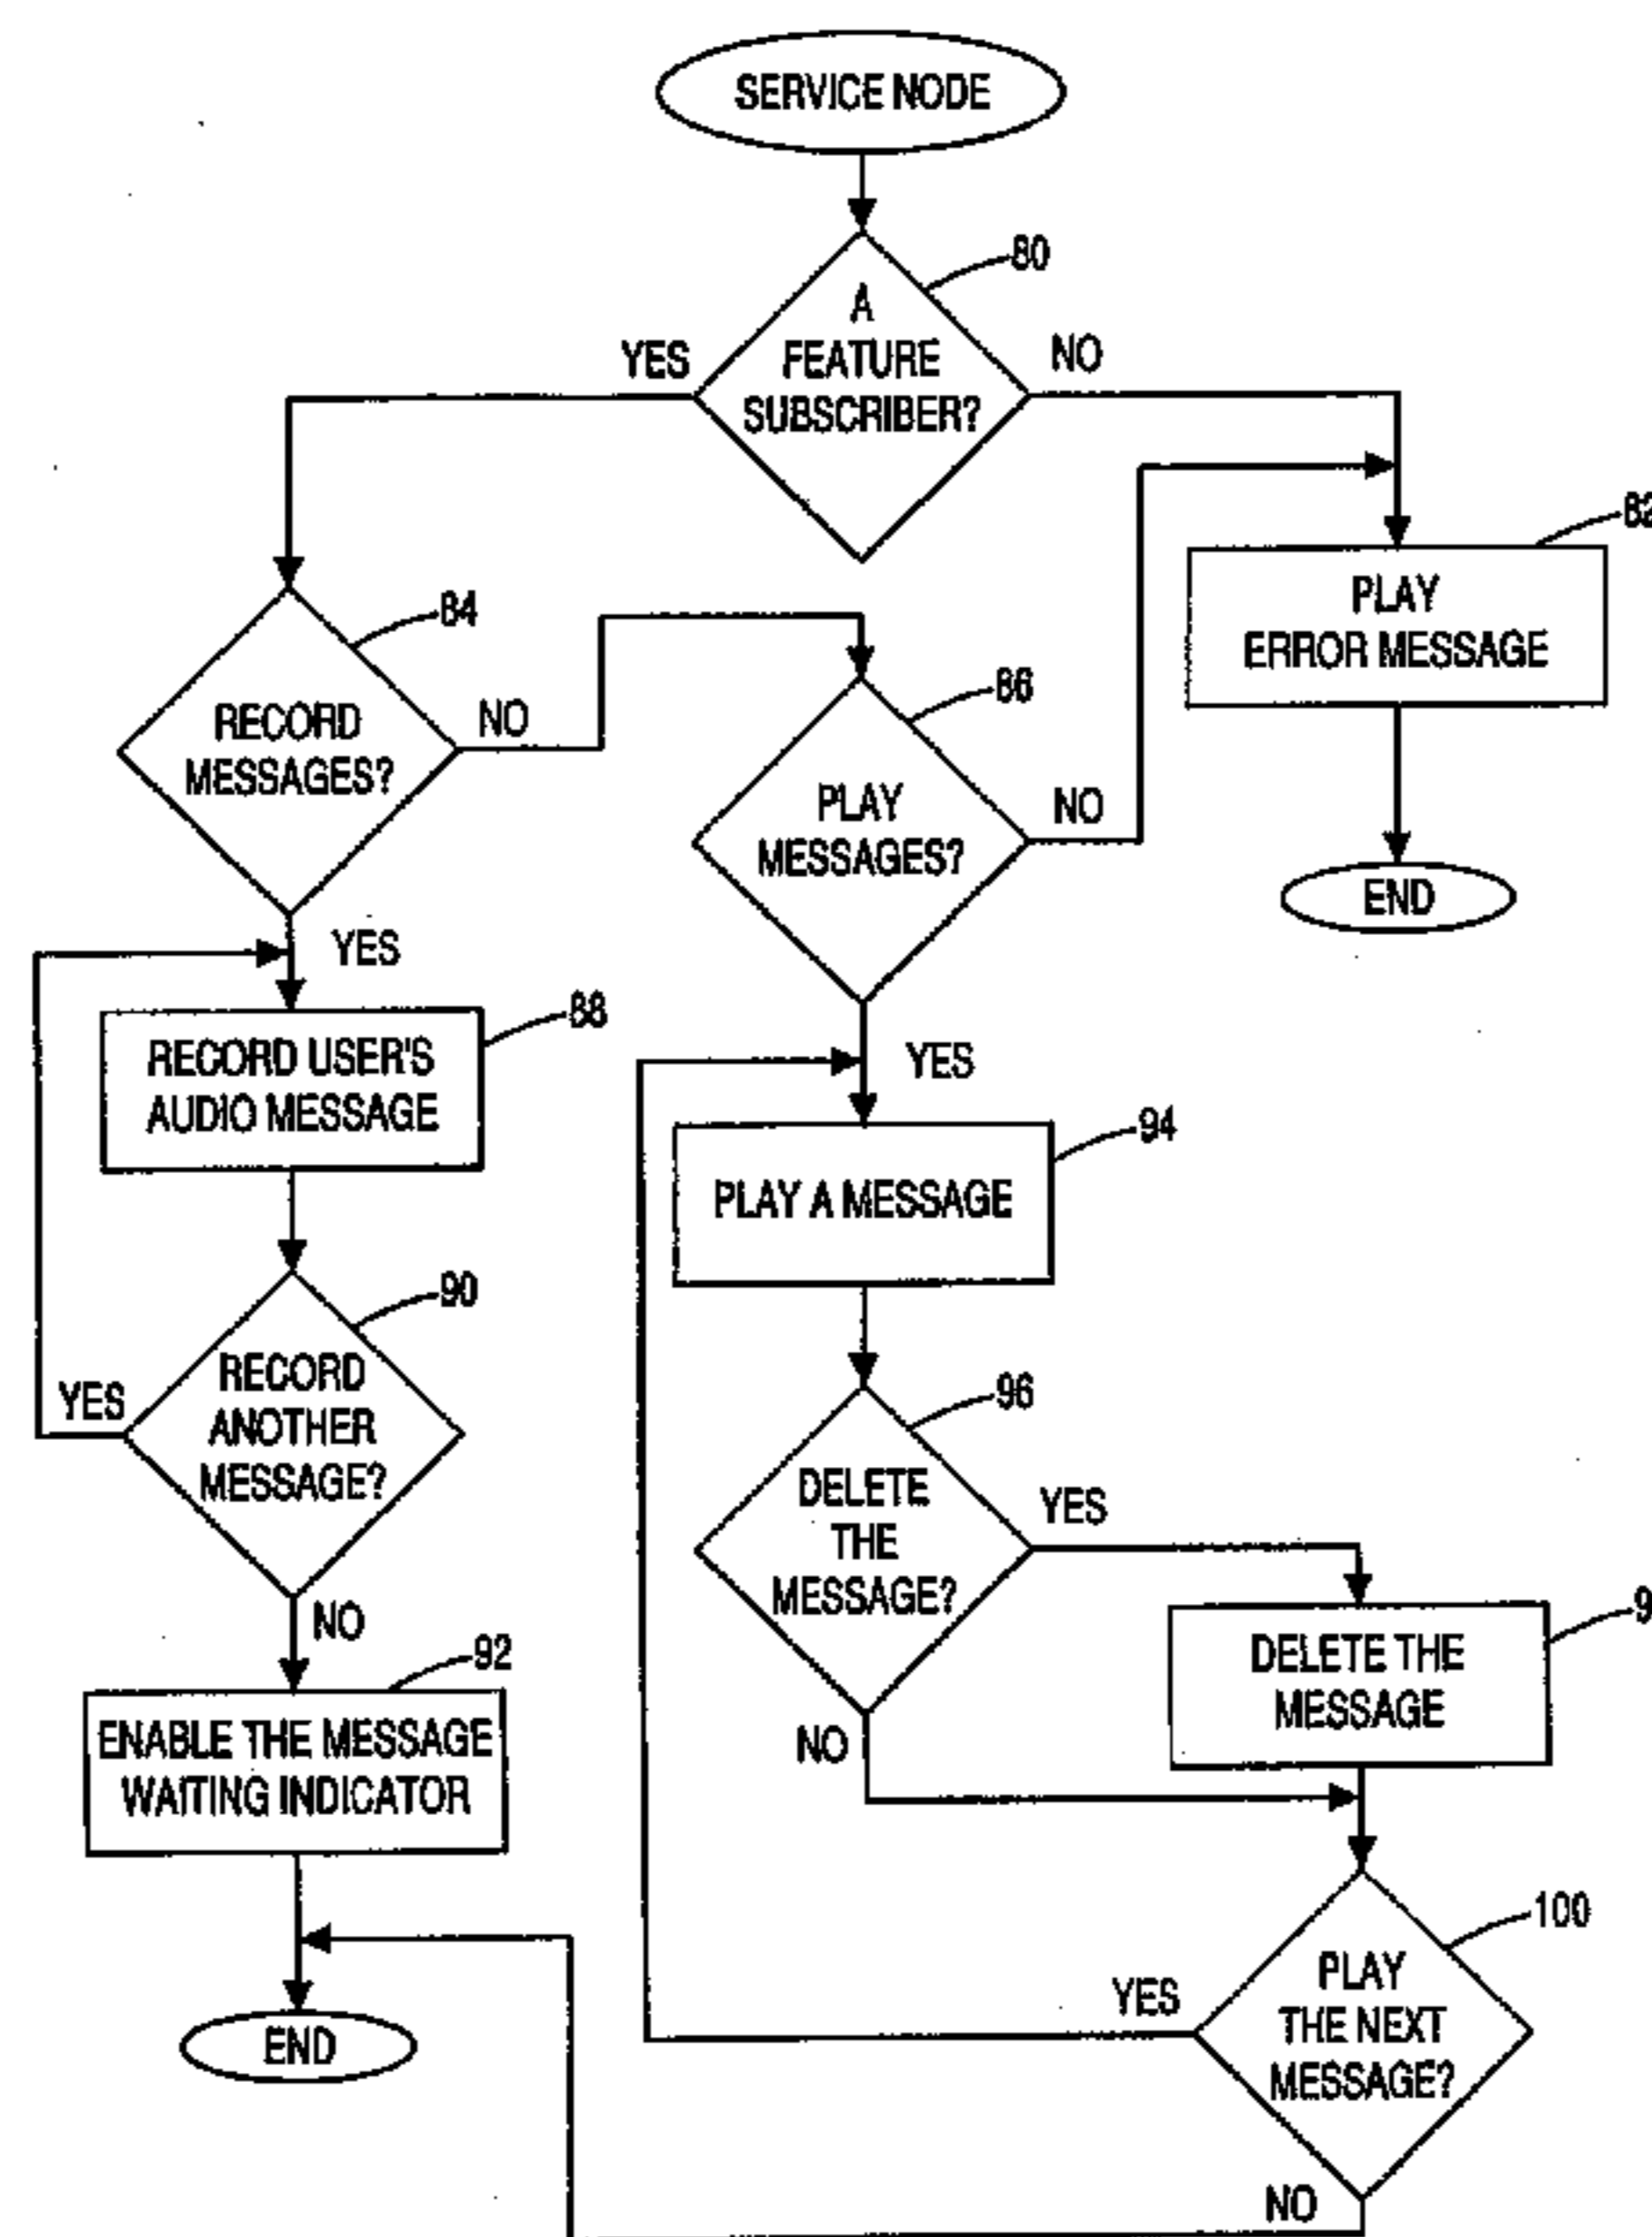 SERVICE NODE
80
A
FEATURE
SUBSCRIBER?
YES
NO
82
PLAY
ERROR MESSAGE
END
84
RECORD
MESSAGES?
NO
YES
86
PLAY
MESSAGES?
NO
YES
88
RECORD USER'S
AUDIO MESSAGE
90
RECORD
ANOTHER
MESSAGE?
YES
NO
92
ENABLE THE MESSAGE
WAITING INDICATOR
END
94
PLAY A MESSAGE
96
DELETE
THE
MESSAGE?
YES
NO
DELETE THE
MESSAGE
100
PLAY
THE NEXT
MESSAGE?
YES
NO